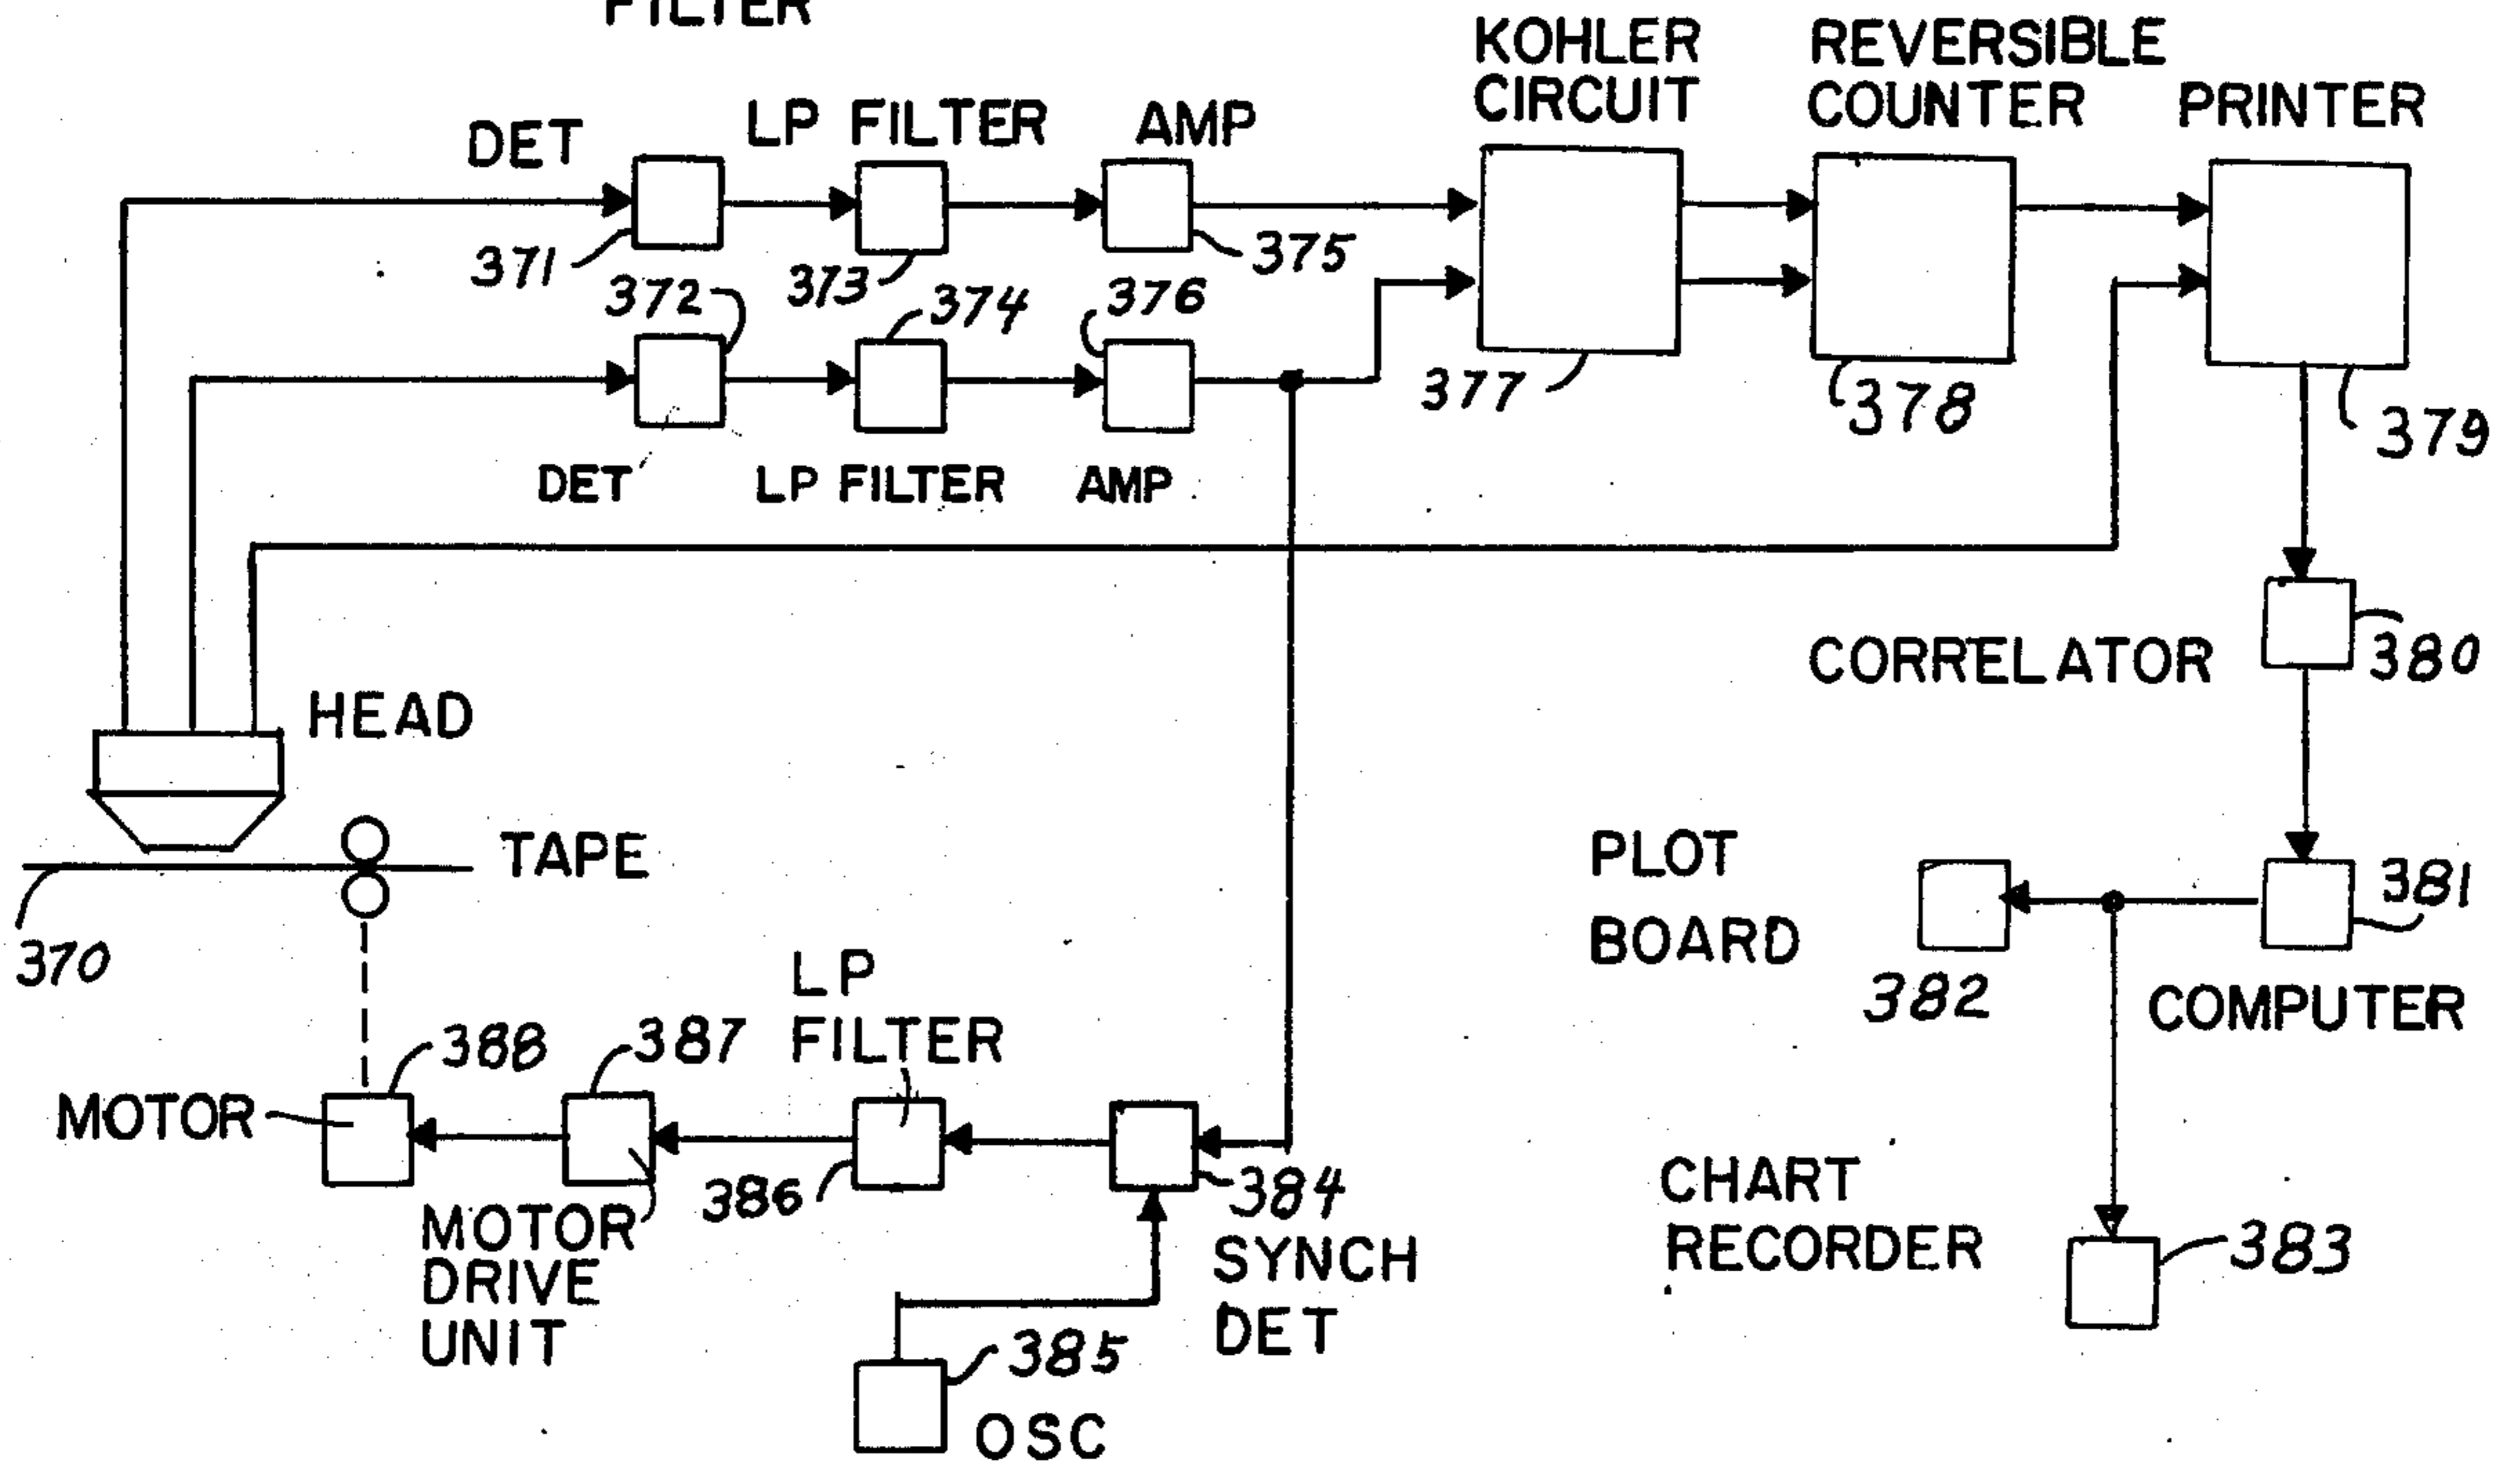 FILTER
KOHLER
CIRCUIT
REVERSIBLE
COUNTER
PRINTER
DET
LP FILTER
AMP
371
373
375
372
374
376
377
378
379
DET
LP FILTER
AMP
380
CORRELATOR
HEAD
TAPE
370
PLOT
BOARD
381
382
COMPUTER
LP
FILTER
388
387
MOTOR
386
384
MOTOR
DRIVE
UNIT
SYNCH
DET
CHART
RECORDER
383
385
OSC